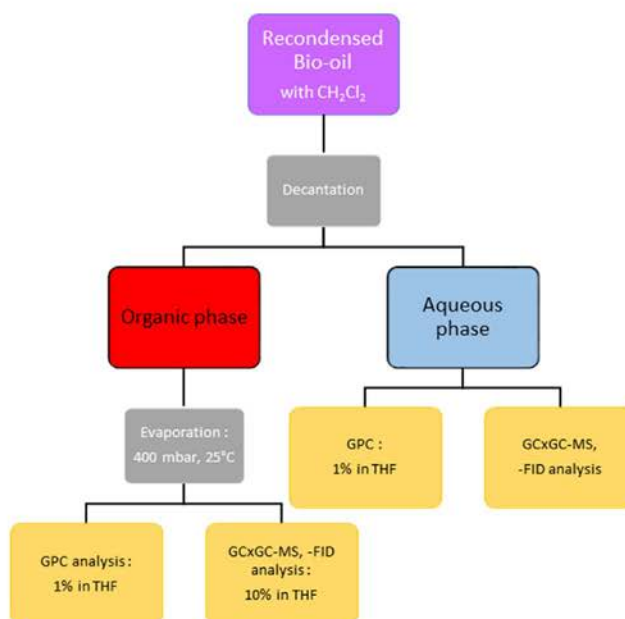 Recondensed
Bio-oil
with CH₂Cl₂
Decantation
Organic phase
Aqueous
phase
Evaporation :
400 mbar, 25°C
GPC :
1% in THF
GCxGC-MS,
-FID analysis
GPC analysis :
1% in THF
GCxGC-MS, -FID
analysis :
10% in THF